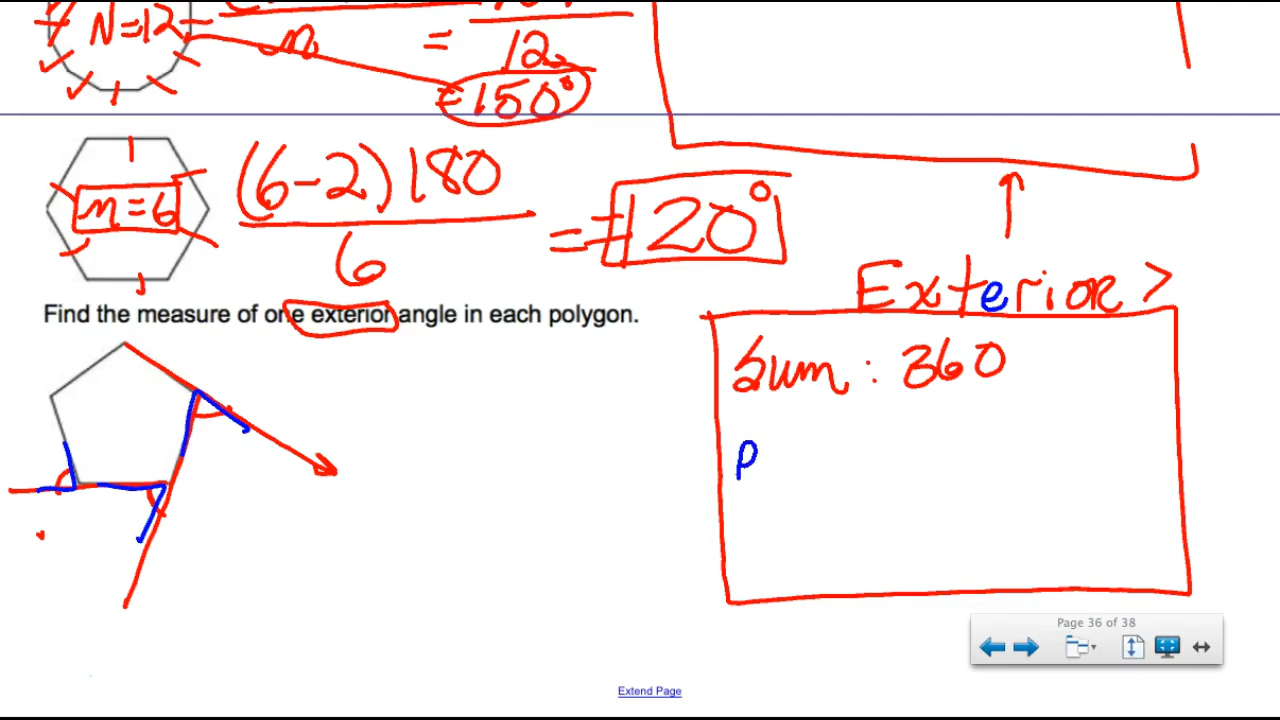 N=12
n
=
12
=150°
n=6
(6-2)180
6
= =120°
Exterior >
Find the measure of one exterior angle in each polygon.
Sum : 360
P
Page 36 of 38
Extend Page